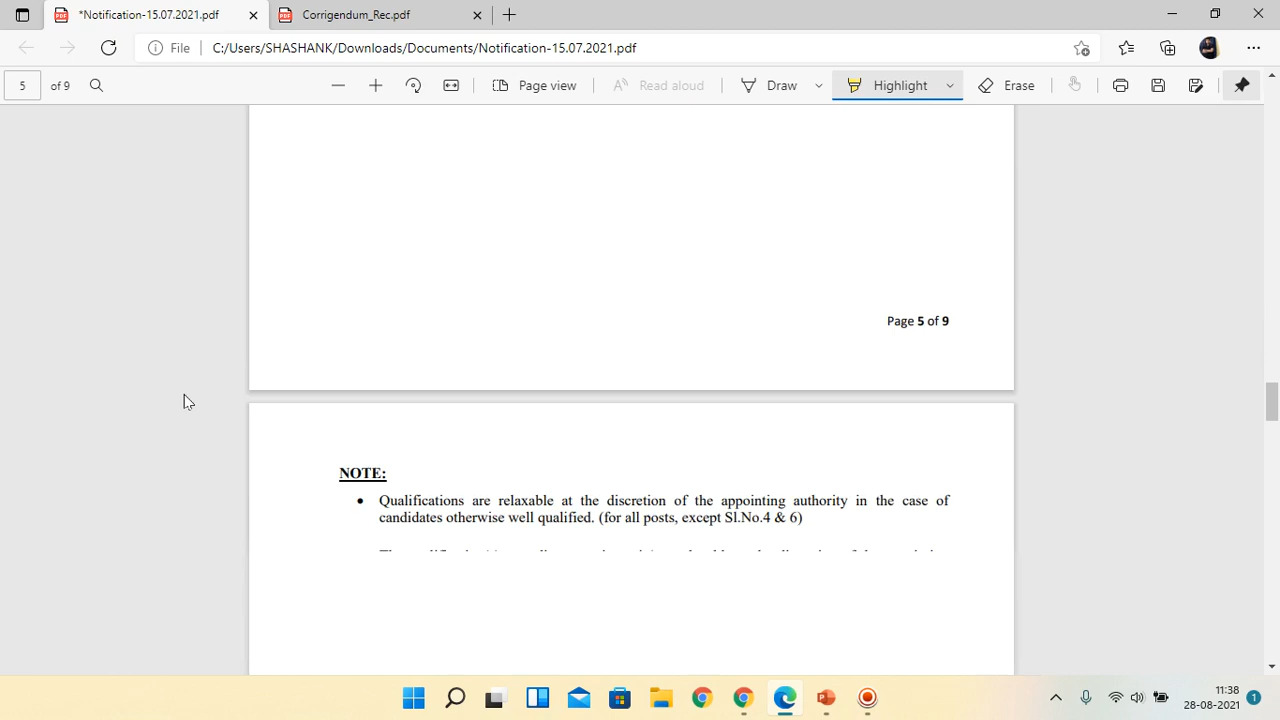 *Notification-15.07.2021.pdf
Corrigendum_Rec.pdf
File
C:/Users/SHASHANK/Downloads/Documents/Notification-15.07.2021.pdf
5 of 9
Page view
Read aloud
Draw
Highlight
Erase
Page 5 of 9
NOTE:
• Qualifications are relaxable at the discretion of the appointing authority in the case of
candidates otherwise well qualified. (for all posts, except Sl.No.4 & 6)
11:38
28-08-2021
1